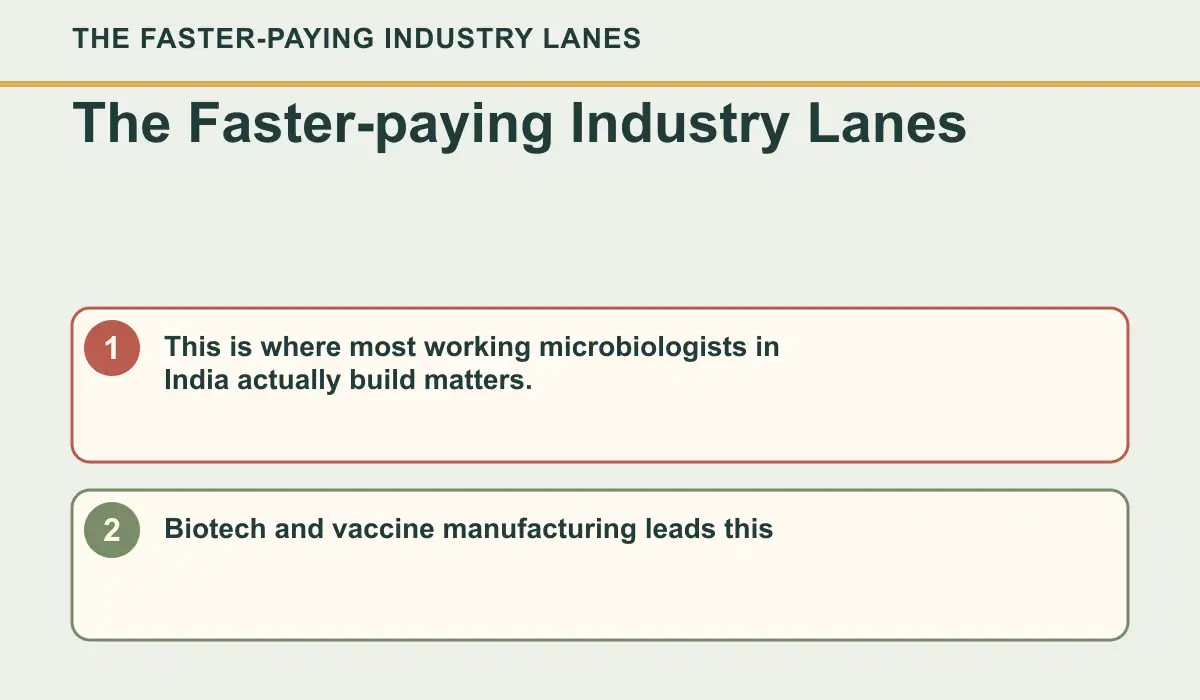 THE FASTER-PAYING INDUSTRY LANES
The Faster-paying Industry Lanes
1
This is where most working microbiologists in
India actually build matters.
2
Biotech and vaccine manufacturing leads this